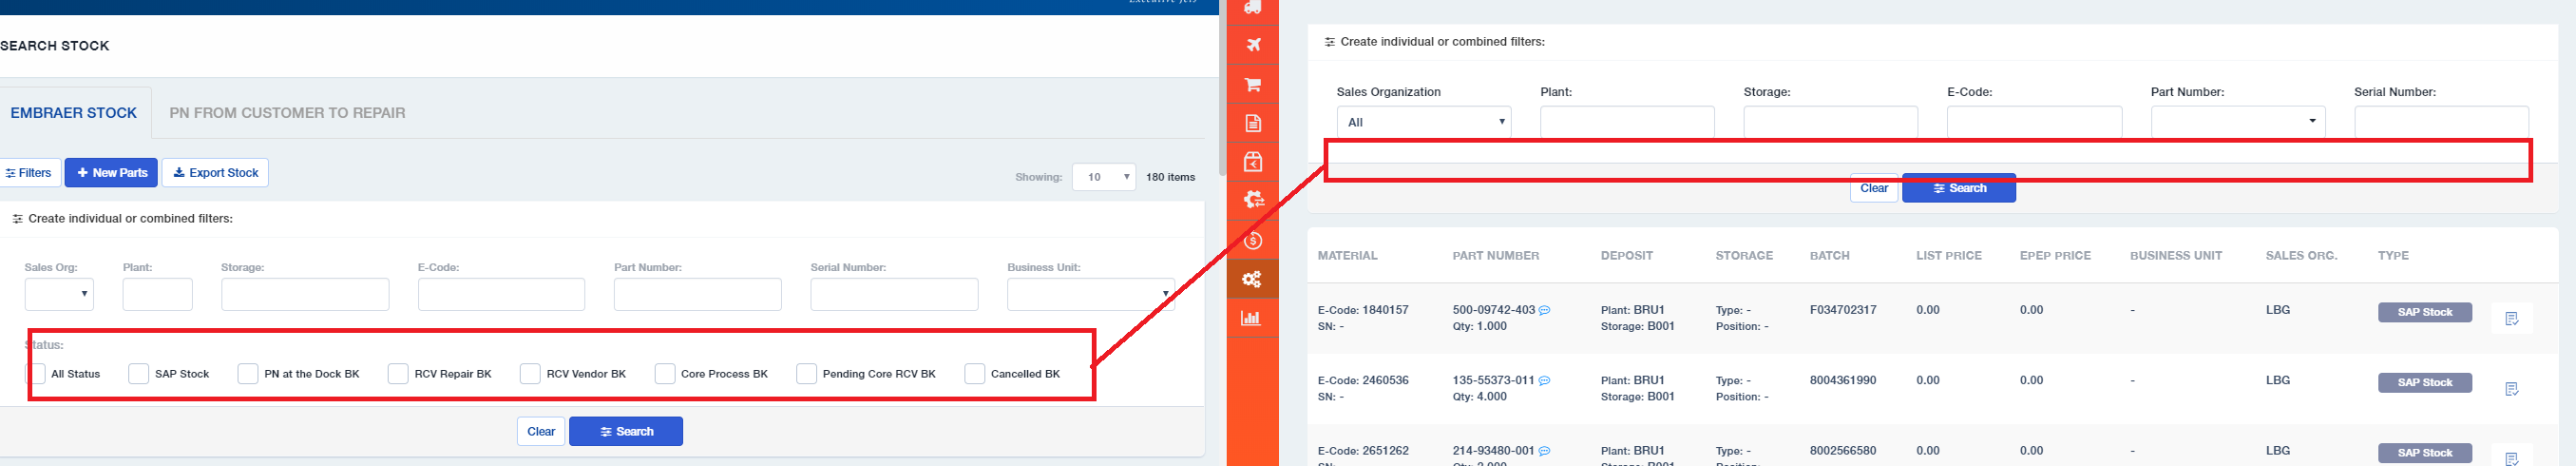 SEARCH STOCK
EMBRAER STOCK PN FROM CUSTOMER TO REPAIR
Filters New Parts Export Stock Showing: 10 180 items
Create individual or combined filters:
Sales Org: Plant: Storage: E-Code: Part Number: Serial Number: Business Unit:
Status:
All Status SAP Stock PN at the Dock BK RCV Repair BK RCV Vendor BK Core Process BK Pending Core RCV BK Cancelled BK
Clear Search
Create individual or combined filters:
Sales Organization Plant: Storage: E-Code: Part Number: Serial Number:
All
Clear Search
MATERIAL PART NUMBER DEPOSIT STORAGE BATCH LIST PRICE EPEP PRICE BUSINESS UNIT SALES ORG. TYPE
E-Code: 1840157 500-09742-403 Plant: BRU1 Type: - F034702317 0.00 0.00 - LBG SAP Stock
SN: - Qty: 1.000 Storage: B001 Position: -
E-Code: 2460536 135-55373-011 Plant: BRU1 Type: - 8004361990 0.00 0.00 - LBG SAP Stock
SN: - Qty: 4.000 Storage: B001 Position: -
E-Code: 2651262 214-93480-001 Plant: BRU1 Type: - 8002566580 0.00 0.00 - LBG SAP Stock